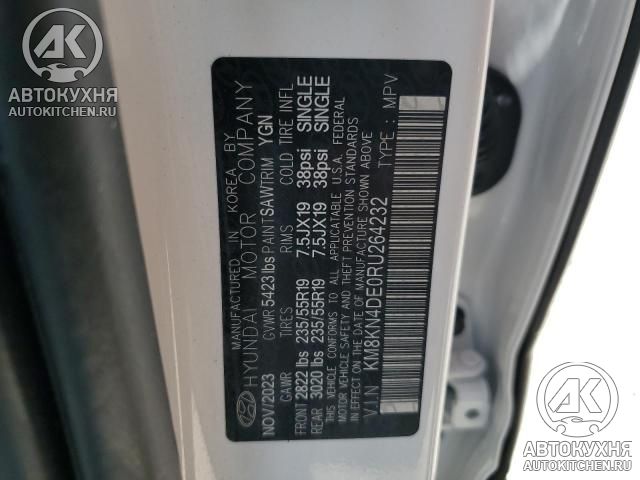 АВТОКУХНЯ
AUTOKITCHEN.RU
MANUFACTURED IN KOREA BY
HYUNDAI MOTOR COMPANY
NOV/2023 GVWR 5423lbs PAINT SAW TRIM YGN
GAWR TIRES RIMS COLD TIRE INFL
FRONT 2822 lbs 235/55R19 7.5JX19 38psi SINGLE
REAR 3020 lbs 235/55R19 7.5JX19 38psi SINGLE
THIS VEHICLE CONFORMS TO ALL APPLICABLE U.S.A. FEDERAL
MOTOR VEHICLE SAFETY AND THEFT PREVENTION STANDARDS
IN EFFECT ON THE DATE OF MANUFACTURE SHOWN ABOVE
V.I.N KM8KN4DE0RU264232 TYPE : MPV
АВТОКУХНЯ
AUTOKITCHEN.RU